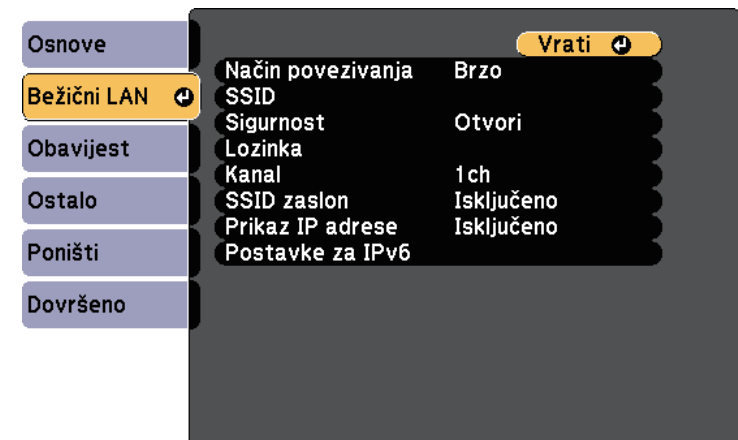 Osnove
Bežični LAN
Obavijest
Ostalo
Poništi
Dovršeno
Vrati
Način povezivanja Brzo
SSID
Sigurnost Otvori
Lozinka
Kanal 1ch
SSID zaslon Isključeno
Prikaz IP adrese Isključeno
Postavke za IPv6